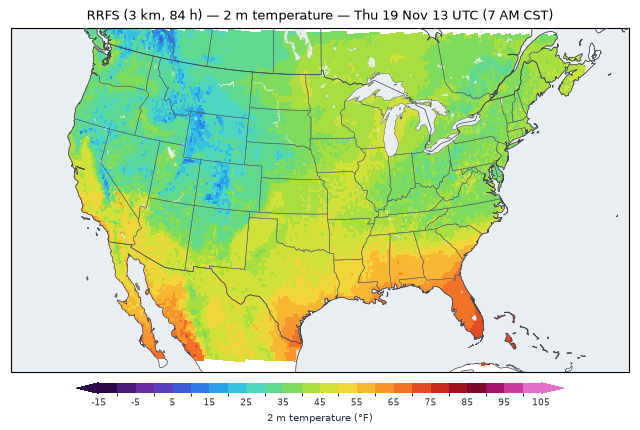 RRFS (3 km, 84 h) — 2 m temperature — Thu 19 Nov 13 UTC (7 AM CST)
-15 -5 5 15 25 35 45 55 65 75 85 95 105
2 m temperature (°F)